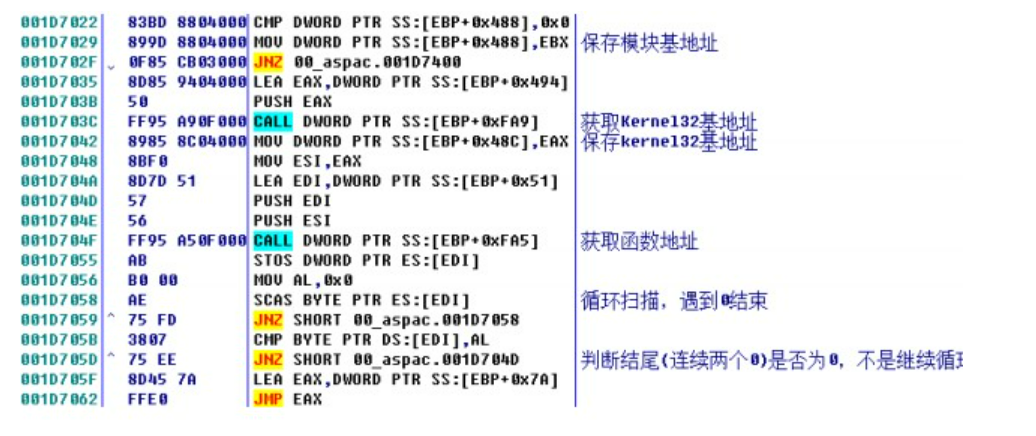 001D7022 83BD 8804000 CMP DWORD PTR SS:[EBP+0x488],0x0
001D7029 899D 8804000 MOV DWORD PTR SS:[EBP+0x488],EBX 保存模块基地址
001D702F 0F85 CB03000 JNZ 00_aspac.001D7400
001D7035 8D85 9404000 LEA EAX,DWORD PTR SS:[EBP+0x494]
001D703B 50 PUSH EAX
001D703C FF95 A90F000 CALL DWORD PTR SS:[EBP+0xFA9] 获取Kernel32基地址
001D7042 8985 8C04000 MOV DWORD PTR SS:[EBP+0x48C],EAX 保存kernel32基地址
001D7048 8BF0 MOV ESI,EAX
001D704A 8D7D 51 LEA EDI,DWORD PTR SS:[EBP+0x51]
001D704D 57 PUSH EDI
001D704E 56 PUSH ESI
001D704F FF95 A50F000 CALL DWORD PTR SS:[EBP+0xFA5] 获取函数地址
001D7055 AB STOS DWORD PTR ES:[EDI]
001D7056 B0 00 MOV AL,0x0
001D7058 AE SCAS BYTE PTR ES:[EDI] 循环扫描，遇到0结束
001D7059 ^ 75 FD JNZ SHORT 00_aspac.001D7058
001D705B 3807 CMP BYTE PTR DS:[EDI],AL
001D705D ^ 75 EE JNZ SHORT 00_aspac.001D704D 判断结尾(连续两个0)是否为0，不是继续循
001D705F 8D45 7A LEA EAX,DWORD PTR SS:[EBP+0x7A]
001D7062 FFE0 JMP EAX